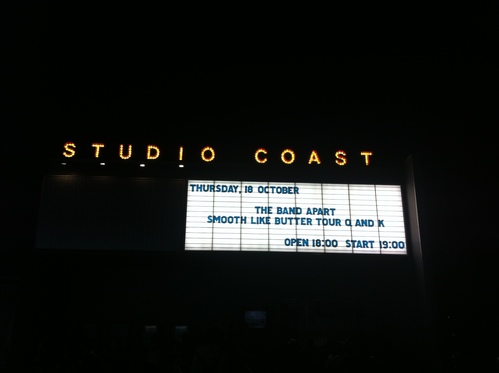 STUDIO COAST
THURSDAY, 18 OCTOBER
THE BAND APART
SMOOTH LIKE BUTTER TOUR Q AND K
OPEN 18:00 START 19:00